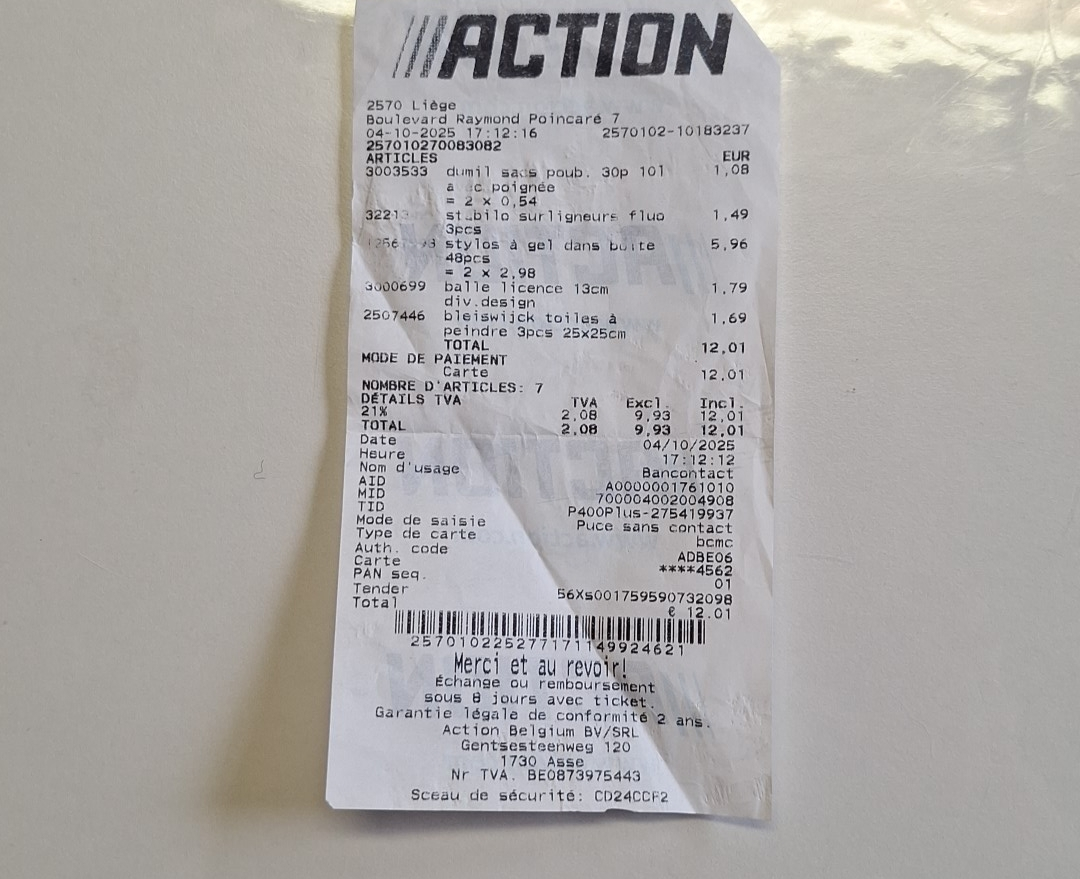 ACTION
2570 Liège
Boulevard Raymond Poincaré 7
04-10-2025 17:12:16 2570102-10183237
257010270083082
ARTICLES EUR
3003533 dumil sacs poub. 30p 10l 1,08
poignée
= 2 x 0,54
stabilo surligneurs fluo 1,49
3pcs
stylos à gel dans boîte 5,96
48pcs
= 2 x 2,98
3000699 balle licence 13cm 1,79
div.design
2507446 bleiswijck toiles à 1,69
peindre 3pcs 25x25cm
TOTAL 12,01
MODE DE PAIEMENT
Carte 12,01
NOMBRE D'ARTICLES: 7
DÉTAILS TVA TVA Excl. Incl.
21% 2,08 9,93 12,01
TOTAL 2,08 9,93 12,01
Date 04/10/2025
Heure 17:12:12
Nom d'usage Bancontact
AID A0000001761010
MID 700004002004908
TID P400Plus-275419937
Mode de saisie Puce sans contact
Type de carte bcmc
Auth. code ADBE06
Carte ****4562
PAN seq. 01
Tender 56Xs001759590732098
Total € 12.01
257010225277171149924621
Merci et au revoir!
Échange ou remboursement
sous 8 jours avec ticket.
Garantie légale de conformité 2 ans.
Action Belgium BV/SRL
Gentsesteenweg 120
1730 Asse
Nr TVA. BE0873975443
Sceau de sécurité: CD24CCF2